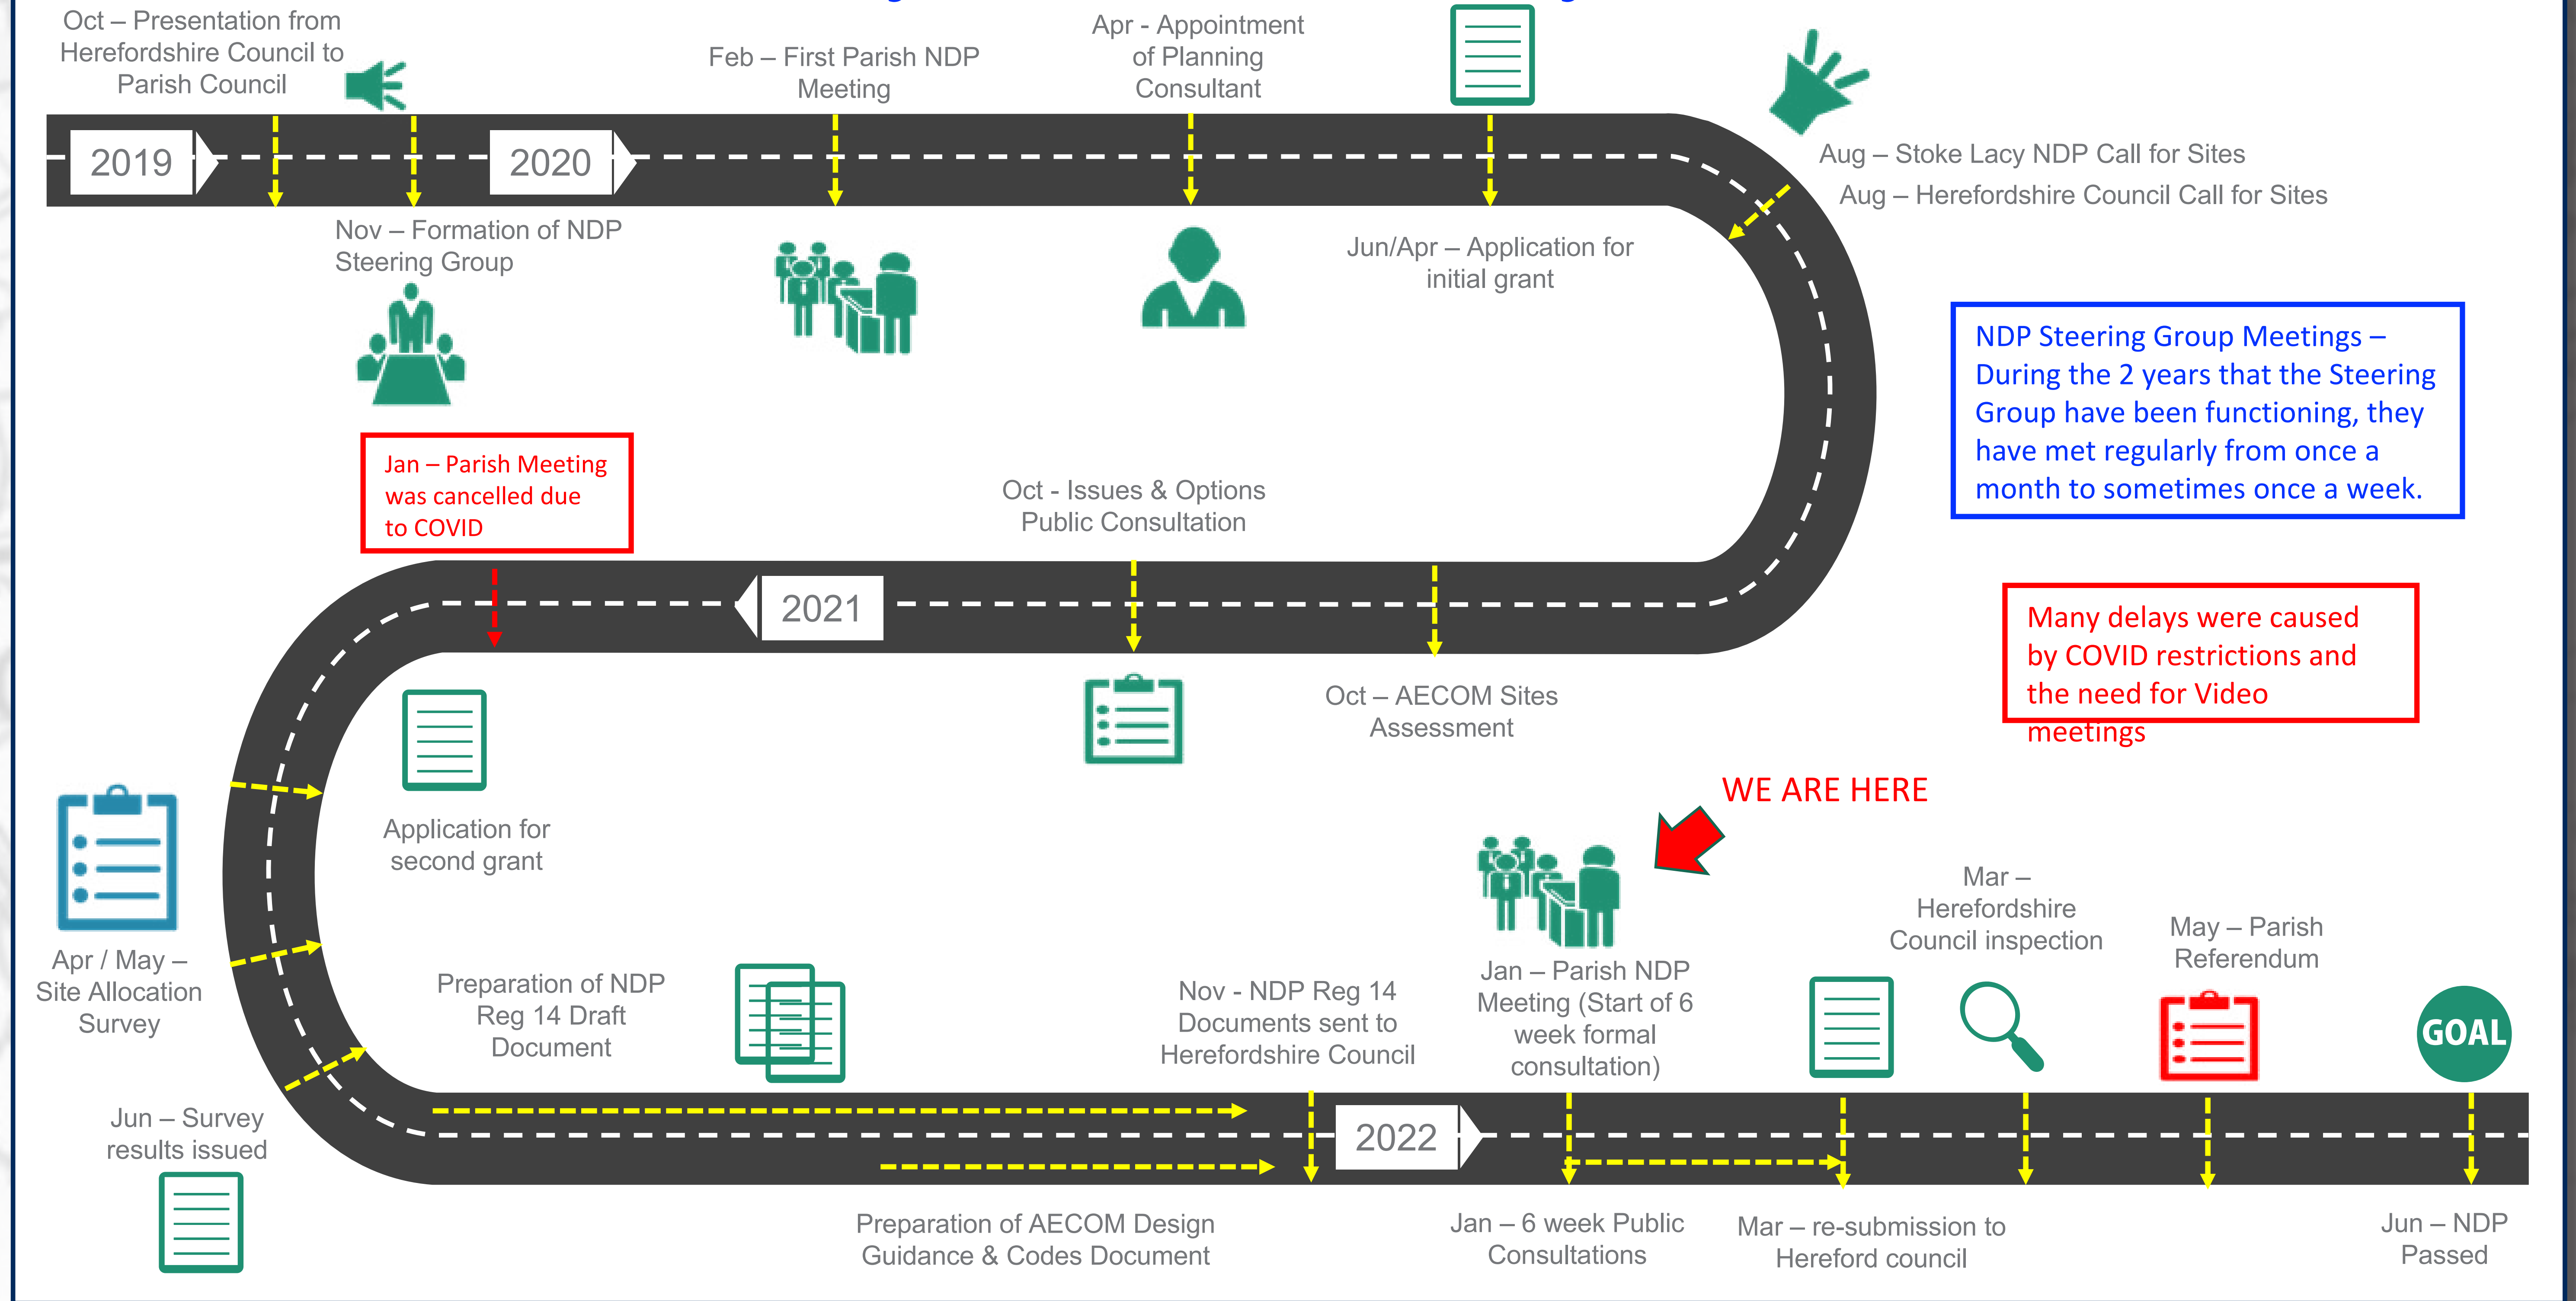 Oct – Presentation from
Herefordshire Council to
Parish Council
Feb – First Parish NDP
Meeting
Apr - Appointment
of Planning
Consultant
2019
2020
Aug – Stoke Lacy NDP Call for Sites
Aug – Herefordshire Council Call for Sites
Nov – Formation of NDP
Steering Group
Jun/Apr – Application for
initial grant
NDP Steering Group Meetings –
During the 2 years that the Steering
Group have been functioning, they
have met regularly from once a
month to sometimes once a week.
Jan – Parish Meeting
was cancelled due
to COVID
Oct - Issues & Options
Public Consultation
2021
Many delays were caused
by COVID restrictions and
the need for Video
meetings
Oct – AECOM Sites
Assessment
Application for
second grant
WE ARE HERE
Apr / May –
Site Allocation
Survey
Preparation of NDP
Reg 14 Draft
Document
Nov - NDP Reg 14
Documents sent to
Herefordshire Council
Jan – Parish NDP
Meeting (Start of 6
week formal
consultation)
Mar –
Herefordshire
Council inspection
May – Parish
Referendum
GOAL
Jun – Survey
results issued
2022
Preparation of AECOM Design
Guidance & Codes Document
Jan – 6 week Public
Consultations
Mar – re-submission to
Hereford council
Jun – NDP
Passed